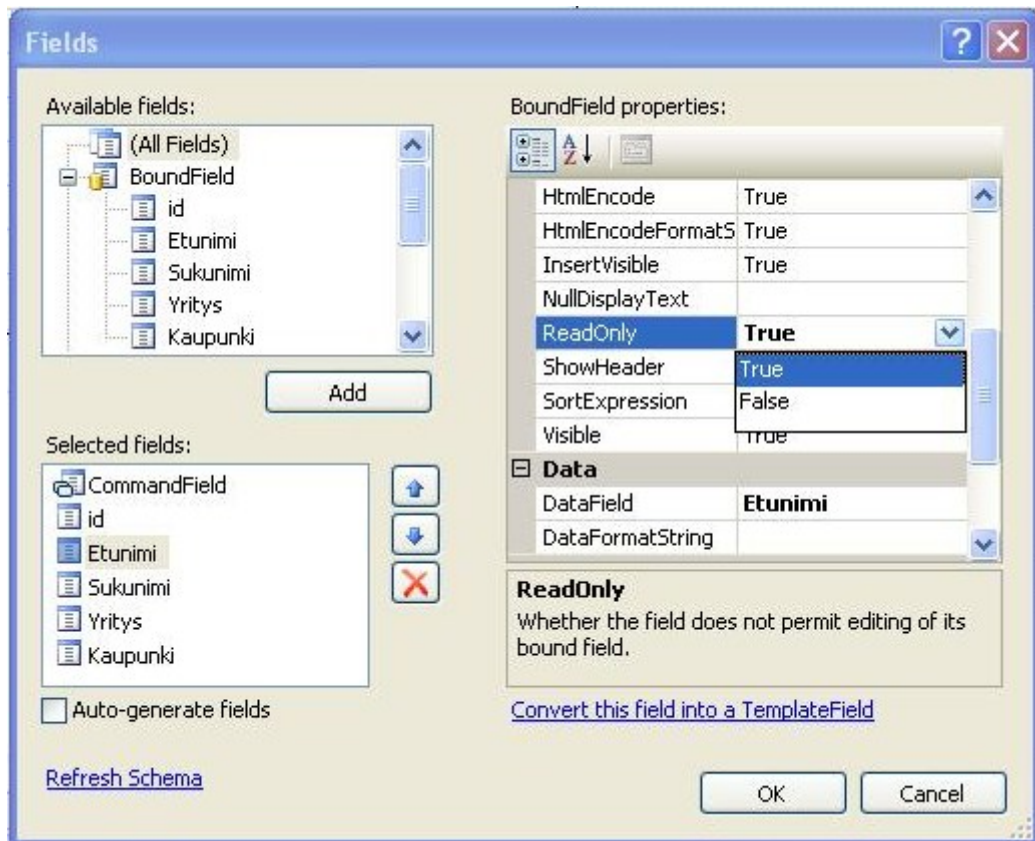 Fields
Available fields:
(All Fields)
BoundField
id
Etunimi
Sukunimi
Yritys
Kaupunki
Add
Selected fields:
CommandField
id
Etunimi
Sukunimi
Yritys
Kaupunki
Auto-generate fields
Refresh Schema
BoundField properties:
HtmlEncode True
HtmlEncodeFormatS True
InsertVisible True
NullDisplayText
ReadOnly True
ShowHeader True
SortExpression False
Visible True
Data
DataField Etunimi
DataFormatString
ReadOnly
Whether the field does not permit editing of its
bound field.
Convert this field into a TemplateField
OK Cancel